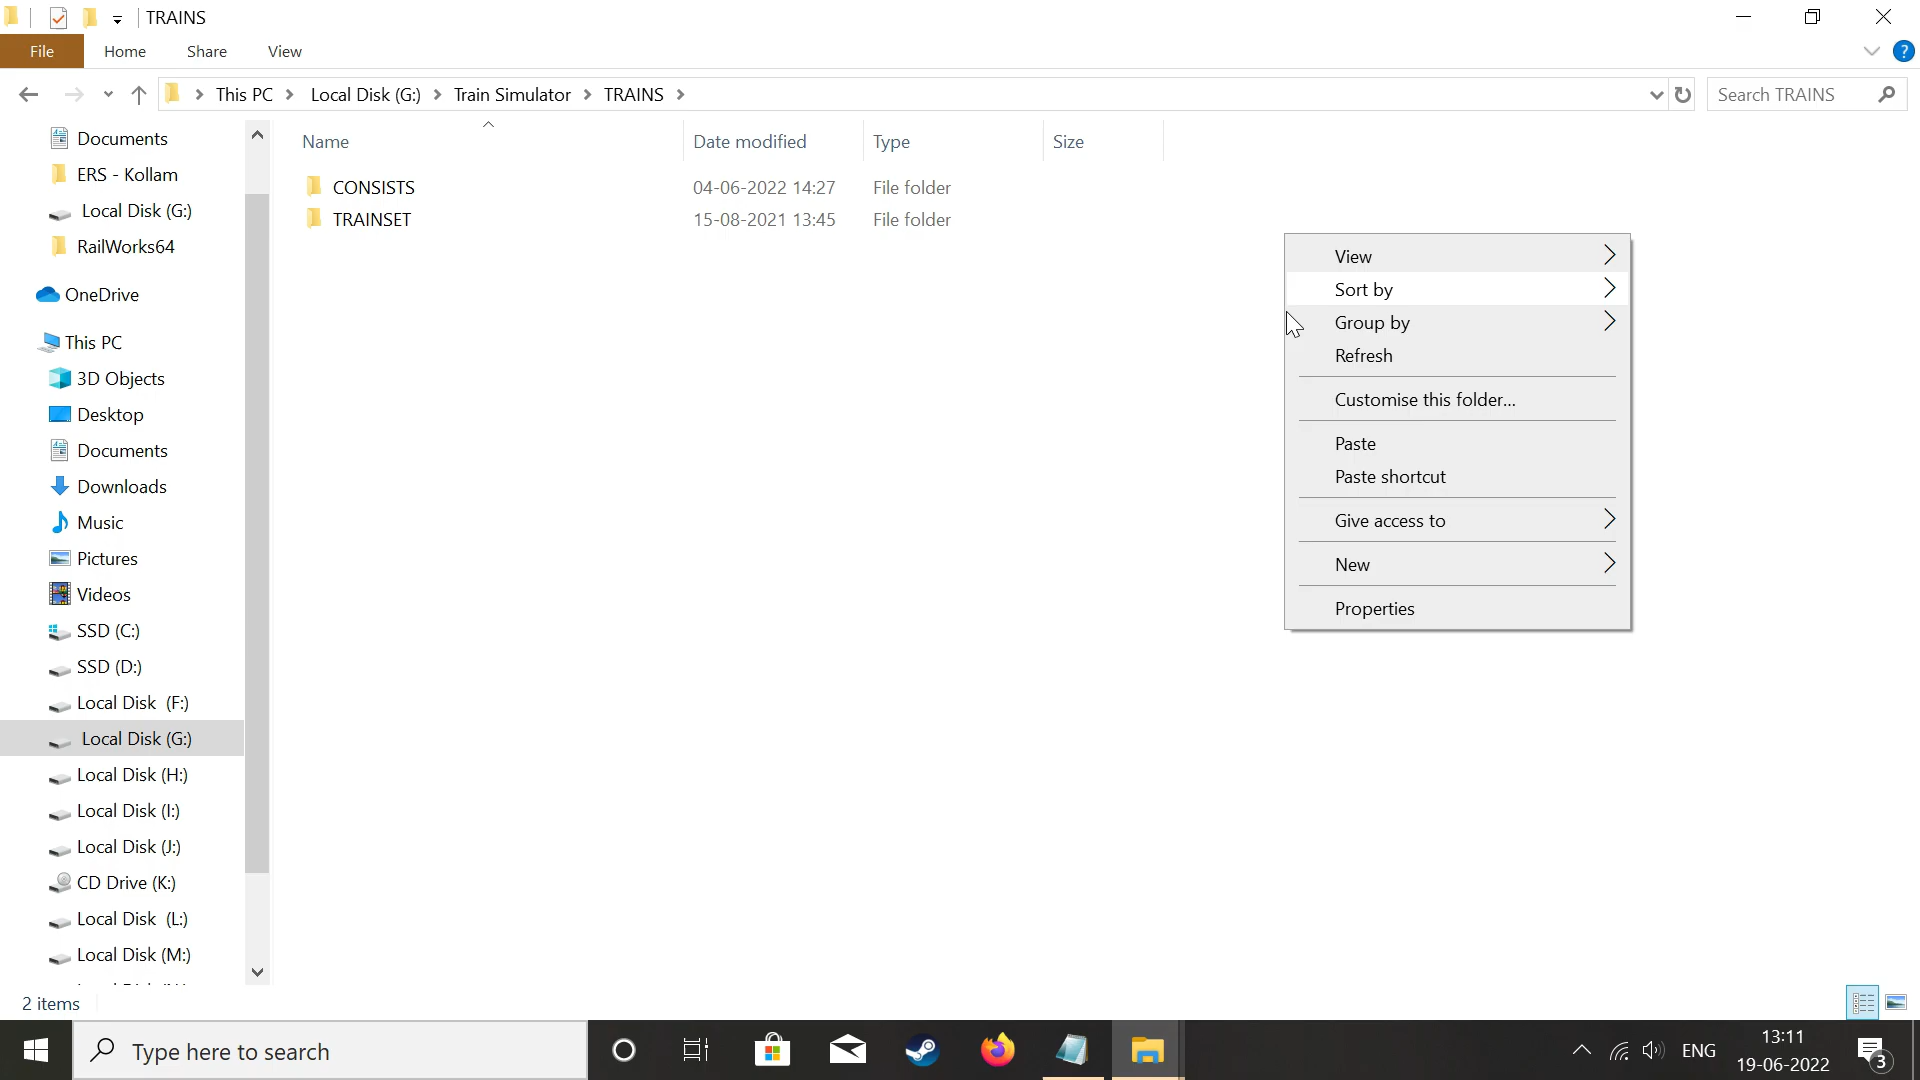 TRAINS
File Home Share View
This PC Local Disk (G:) Train Simulator TRAINS
Search TRAINS
Documents
ERS - Kollam
Local Disk (G:)
RailWorks64
OneDrive
This PC
3D Objects
Desktop
Documents
Downloads
Music
Pictures
Videos
SSD (C:)
SSD (D:)
Local Disk (F:)
Local Disk (G:)
Local Disk (H:)
Local Disk (I:)
Local Disk (J:)
CD Drive (K:)
Local Disk (L:)
Local Disk (M:)
Name Date modified Type Size
CONSISTS 04-06-2022 14:27 File folder
TRAINSET 15-08-2021 13:45 File folder
View
Sort by
Group by
Refresh
Customise this folder...
Paste
Paste shortcut
Give access to
New
Properties
2 items
Type here to search
ENG
13:11
19-06-2022
3